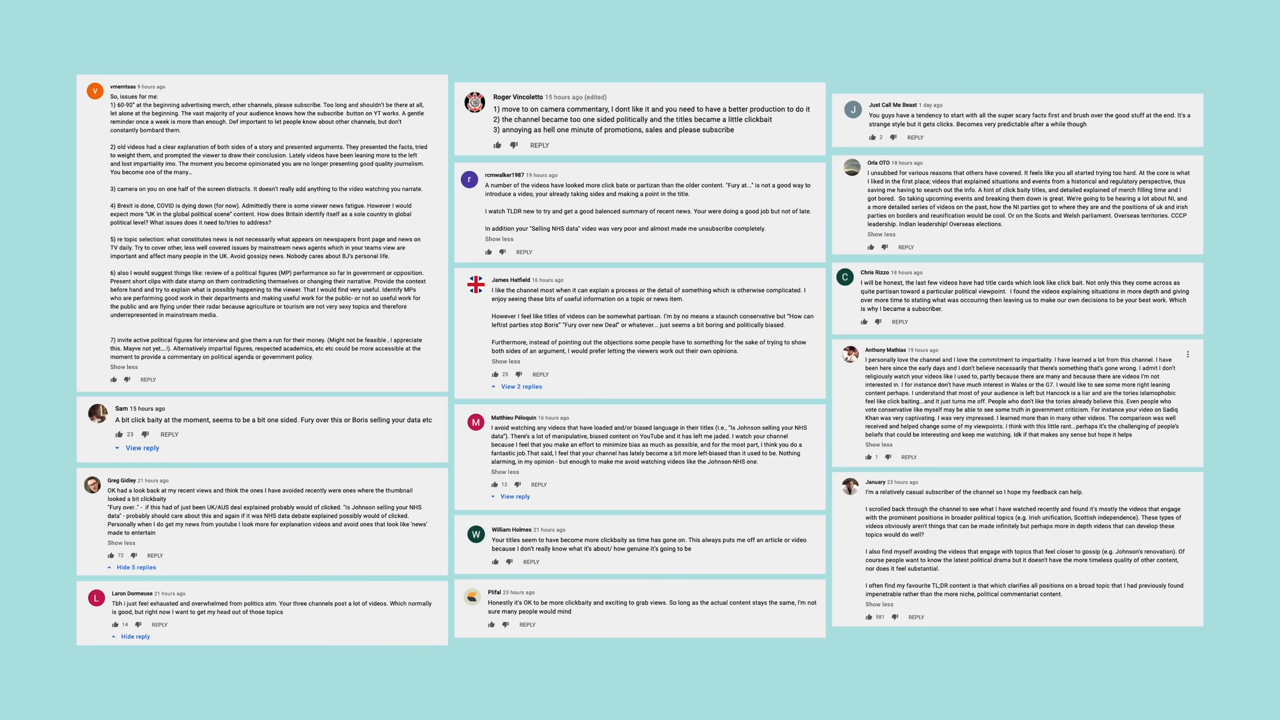 vmemtsas 9 hours ago
So, issues for me:
1) 60-90" at the beginning advertising merch, other channels, please subscribe. Too long and shouldn't be there at all,
let alone at the beginning. The vast majority of your audience knows how the subscribe button on YT works. A gentle
reminder once a week is more than enough. Def important to let people know about other channels, but don't
constantly bombard them.
2) old videos had a clear explanation of both sides of a story and presented arguments. They presented the facts, tried
to weight them, and prompted the viewer to draw their conclusion. Lately videos have been leaning more to the left
and lost impartiality imo. The moment you become opinionated you are no longer presenting good quality journalism.
You become one of the many...
3) camera on you on one half of the screen distracts. It doesn't really add anything to the video watching you narrate.
4) Brexit is done, COVID is dying down (for now). Admittedly there is some viewer news fatigue. However I would
expect more "UK in the global political scene" content. How does Britain identify itself as a sole country in global
political level? What issues does it need to/tries to address?
5) re topic selection: what constitutes news is not necessarily what appears on newspapers front page and news on
TV daily. Try to cover other, less well covered issues by mainstream news agents which in your teams view are
important and affect many people in the UK. Avoid gossipy news. Nobody cares about BJ's personal life.
6) also I would suggest things like: review of a political figures (MP) performance so far in government or opposition.
Present short clips with date stamp on them contradicting themselves or changing their narrative. Provide the context
before hand and try to explain what is possibly happening to the viewer. That I would find very useful. Identify MPs
who are performing good work in their departments and making useful work for the public- or not so useful work for
the public and are flying under their radar because agriculture or tourism are not very sexy topics and therefore
underrepresented in mainstream media.
7) invite active political figures for interview and give them a run for their money. (Might not be feasible , I appreciate
this. Mayve not yet...!). Alternatively impartial figures, respected academics, etc etc could be more accessible at the
moment to provide a commentary on political agenda or government policy.
Show less
REPLY
Sam 15 hours ago
A bit click baity at the moment, seems to be a bit one sided. Fury over this or Boris selling your data etc
23 REPLY
View reply
Greg Gidley 21 hours ago
OK had a look back at my recent views and think the ones I have avoided recently were ones where the thumbnail
looked a bit clickbaity
"Fury over.." - if this had of just been UK/AUS deal explained probably would of clicked. "Is Johnson selling your NHS
data" - probably should care about this and again if it was NHS data debate explained possibly would of clicked.
Personally when do get my news from youtube I look more for explanation videos and avoid ones that look like 'news'
made to entertain
Show less
72 REPLY
Hide 5 replies
Laron Dormeuse 21 hours ago
Tbh i just feel exhausted and overwhelmed from politics atm. Your three channels post a lot of videos. Which normally
is good, but right now I want to get my head out of those topics
14 REPLY
Hide reply
Roger Vincoletto 15 hours ago (edited)
1) move to on camera commentary, I dont like it and you need to have a better production to do it
2) the channel became too one sided politically and the titles became a little clickbait
3) annoying as hell one minute of promotions, sales and please subscribe
REPLY
rcmwalker1987 19 hours ago
A number of the videos have looked more click bate or partizan than the older content. "Fury at..." is not a good way to
introduce a video, your already taking sides and making a point in the title.
I watch TLDR new to try and get a good balenced summary of recent news. Your were doing a good job but not of late.
In addition your "Selling NHS data" video was very poor and almost made me unsubscribe completely.
Show less
REPLY
James Hatfield 16 hours ago
I like the channel most when it can explain a process or the detail of something which is otherwise complicated. I
enjoy seeing these bits of useful information on a topic or news item.
However I feel like titles of videos can be somewhat partisan. I'm by no means a staunch conservative but "How can
leftist parties stop Boris" "Fury over new Deal" or whatever... just seems a bit boring and politically biased.
Furthermore, instead of pointing out the objections some people have to something for the sake of trying to show
both sides of an argument, I would prefer letting the viewers work out their own opinions.
Show less
25 REPLY
View 2 replies
Matthieu Péloquin 16 hours ago
I avoid watching any videos that have loaded and/or biased language in their titles (i.e., "Is Johnson selling your NHS
data"). There's a lot of manipulative, biased content on YouTube and it has left me jaded. I watch your channel
because I feel that you make an effort to minimize bias as much as possible, and for the most part, I think you do a
fantastic job.That said, I feel that your channel has lately become a bit more left-biased than it used to be. Nothing
alarming, in my opinion - but enough to make me avoid watching videos like the Johnson-NHS one.
Show less
12 REPLY
View reply
William Holmes 21 hours ago
Your titles seem to have become more clickbaity as time has gone on. This always puts me off an article or video
because I don't really know what it's about/ how genuine it's going to be
REPLY
Plifal 23 hours ago
Honestly it's OK to be more clickbaity and exciting to grab views. So long as the actual content stays the same, I'm not
sure many people would mind
REPLY
Just Call Me Beast 1 day ago
You guys have a tendency to start with all the super scary facts first and brush over the good stuff at the end. It's a
strange style but it gets clicks. Becomes very predictable after a while though
2 REPLY
Orla OTO 18 hours ago
I unsubbed for various reasons that others have covered. It feels like you all started trying too hard. At the core is what
I liked in the first place, videos that explained situations and events from a historical and regulatory perspective, thus
saving me having to search out the info. A hint of click baity titles, and detailed explained of merch filling time and I
got bored. So taking upcoming events and breaking them down is great. We're going be hearing a lot about NI, and
a more detailed series of videos on the past, how the NI parties got to where they are and the positions of uk and irish
parties on borders and reunification would be cool. Or on the Scots and Welsh parliament. Overseas territories. CCCP
leadership. Indian leadership! Overseas elections.
Show less
REPLY
Chris Rizzo 18 hours ago
I will be honest, the last few videos have had title cards which look like click bait. Not only this they come across as
quite partisan toward a particular political viewpoint. I found the videos explaining situations in more depth and giving
over more time to stating what was occouring then leaving us to make our own decisions to be your best work. Which
is why I became a subscriber.
REPLY
Anthony Mathias 19 hours ago
I personally love the channel and I love the commitment to impartiality. I have learned a lot from this channel. I have
been here since the early days and I don't believe necessarily that there's something that's gone wrong. I admit I don't
religiously watch your videos like I used to, partly because there are many and because there are videos I'm not
interested in. I for instance don't have much interest in Wales or the G7. I would like to see some more right leaning
content perhaps. I understand that most of your audience is left but Hancock is a liar and are the tories islamophobic
feel like click baiting...and it just turns me off. People who don't like the tories already believe this. Even people who
vote conservative like myself may be able to see some truth in government criticism. For instance your video on Sadiq
Khan was very captivating. I was very impressed. I learned more than in many other videos. The comparison was well
received and helped change some of my viewpoints. I think with this little rant...perhaps it's the challenging of people's
beliefs that could be interesting and keep me watching. Idk if that makes any sense but hope it helps
Show less
1 REPLY
January 23 hours ago
I'm a relatively casual subscriber of the channel so I hope my feedback can help.
I scrolled back through the channel to see what I have watched recently and found it's mostly the videos that engage
with the prominent positions in broader political topics (e.g. Irish unification, Scottish independence). These types of
videos obviously aren't things that can be made infinitely but perhaps more in depth videos that can develop these
topics would do well?
I also find myself avoiding the videos that engage with topics that feel closer to gossip (e.g. Johnson's renovation). Of
course people want to know the latest political drama but it doesn't have the more timeless quality of other content,
nor does it feel substantial.
I often find my favourite TL;DR content is that which clarifies all positions on a broad topic that I had previously found
impenetrable rather than the more niche, political commentariat content.
Show less
581 REPLY